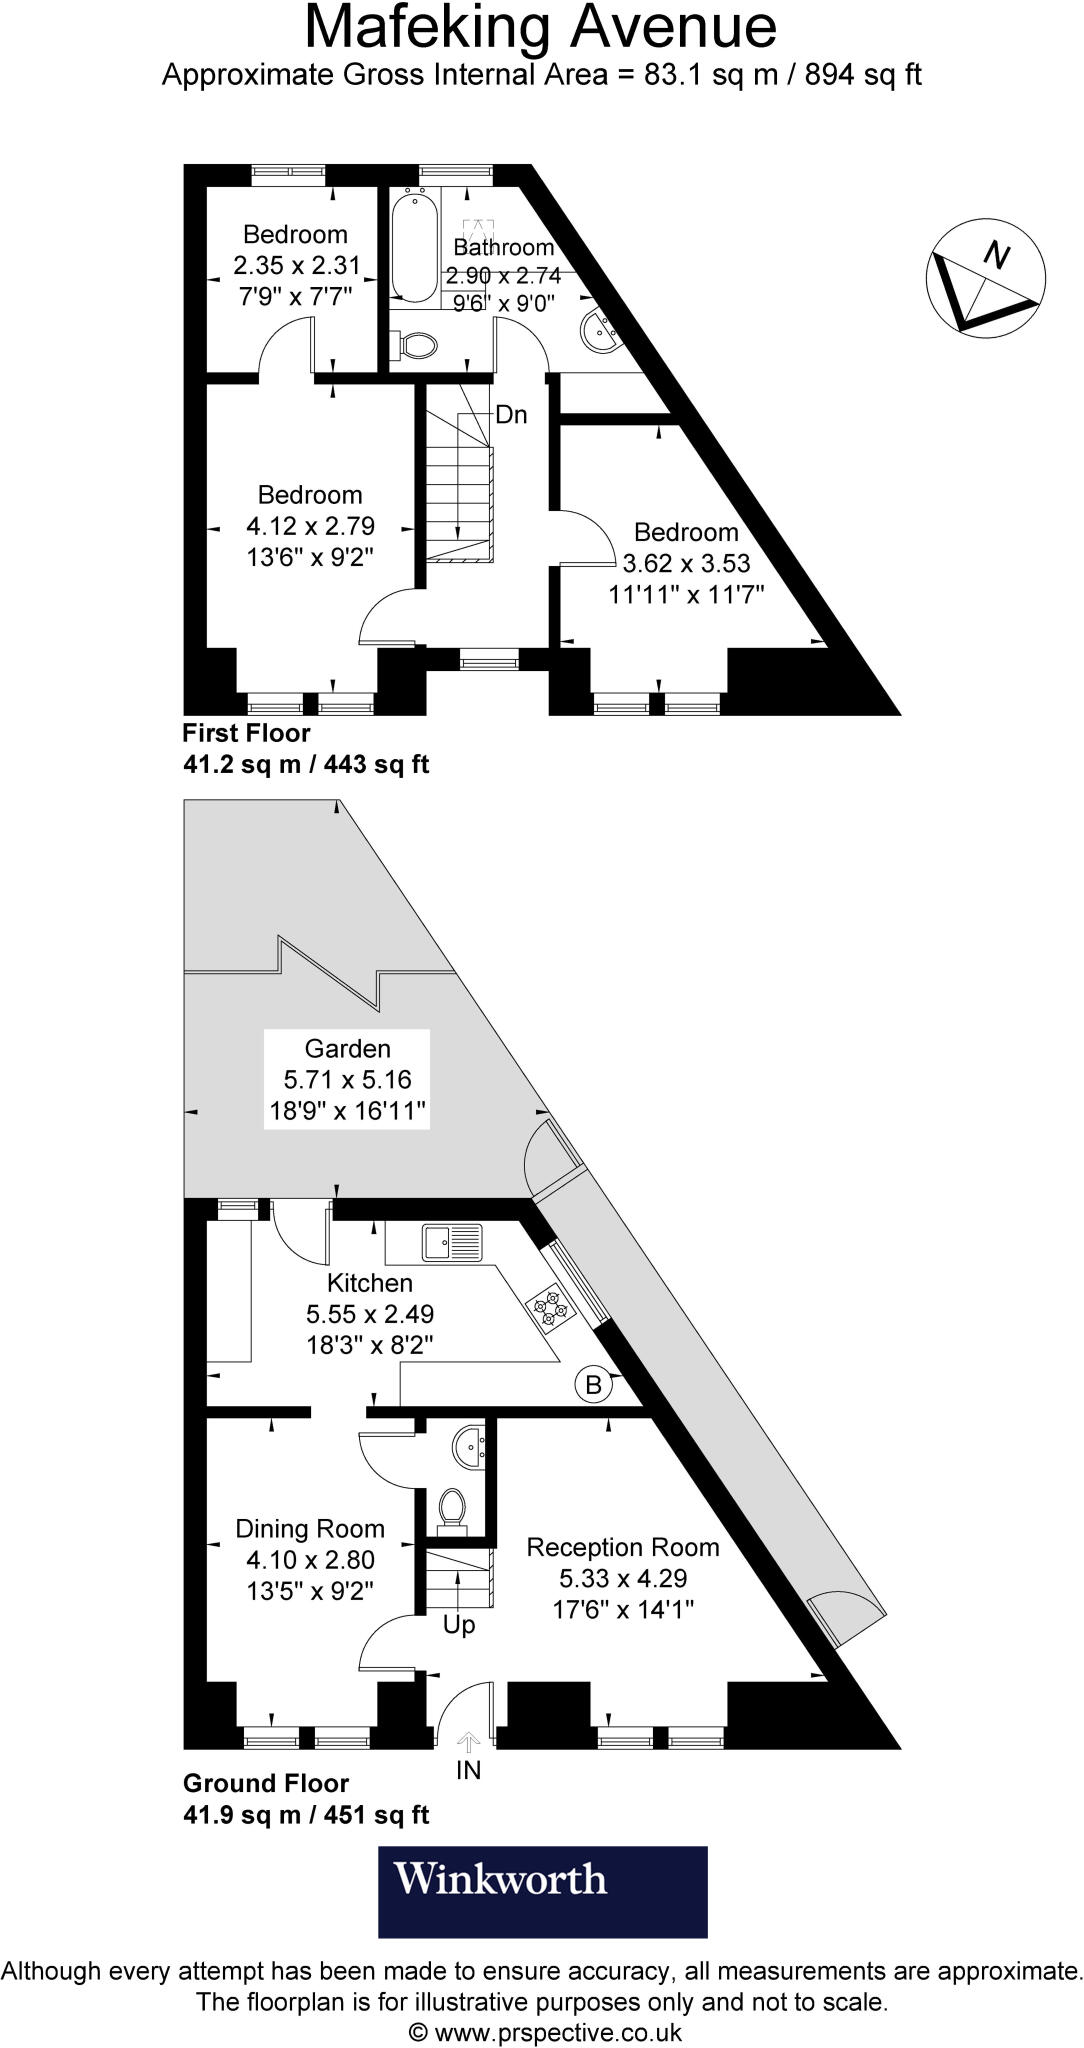 Mafeking Avenue
Approximate Gross Internal Area = 83.1 sq m / 894 sq ft
N
Bedroom
2.35 x 2.31
7'9" x 7'7"
Bathroom
2.90 x 2.74
9'6" x 9'0"
Dn
Bedroom
4.12 x 2.79
13'6" x 9'2"
Bedroom
3.62 x 3.53
11'11" x 11'7"
First Floor
41.2 sq m / 443 sq ft
Garden
5.71 x 5.16
18'9" x 16'11"
Kitchen
5.55 x 2.49
18'3" x 8'2"
B
Dining Room
4.10 x 2.80
13'5" x 9'2"
Reception Room
5.33 x 4.29
17'6" x 14'1"
Up
IN
Ground Floor
41.9 sq m / 451 sq ft
Winkworth
Although every attempt has been made to ensure accuracy, all measurements are approximate.
The floorplan is for illustrative purposes only and not to scale.
© www.prspective.co.uk